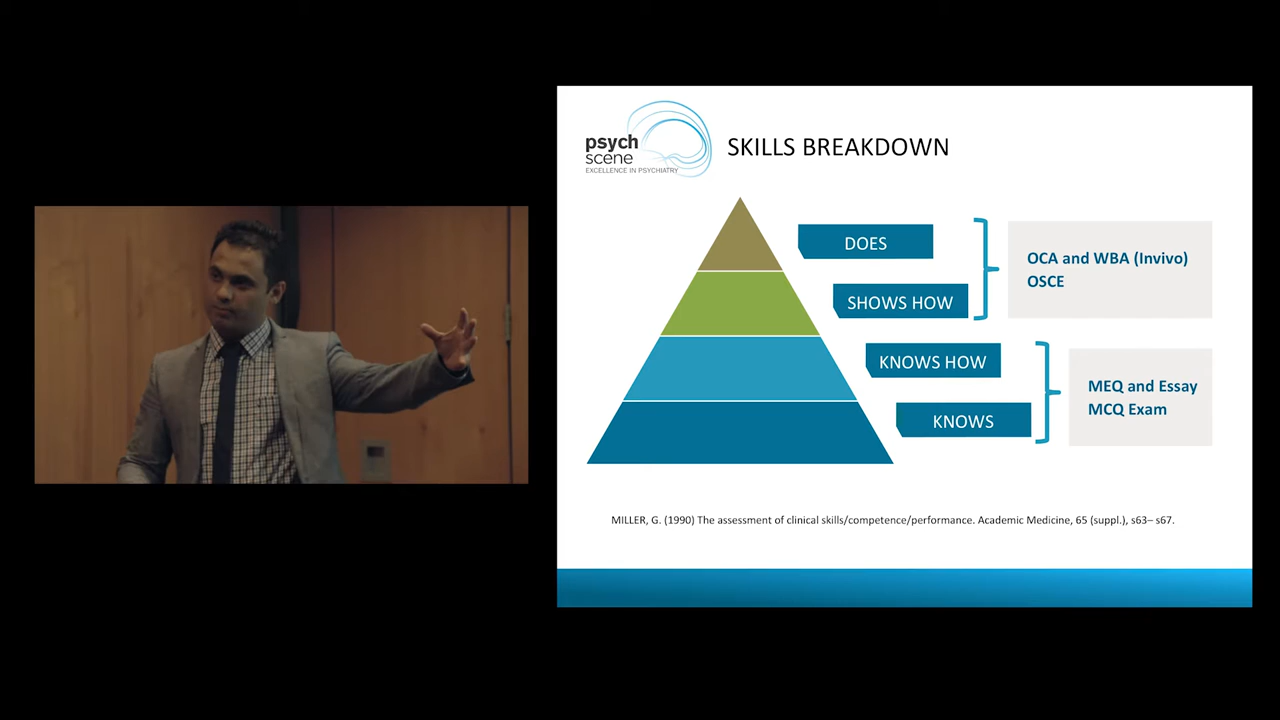 psych
scene
EXCELLENCE IN PSYCHIATRY
SKILLS BREAKDOWN
DOES
SHOWS HOW
KNOWS HOW
KNOWS
OCA and WBA (Invivo)
OSCE
MEQ and Essay
MCQ Exam
MILLER, G. (1990) The assessment of clinical skills/competence/performance. Academic Medicine, 65 (suppl.), s63– s67.